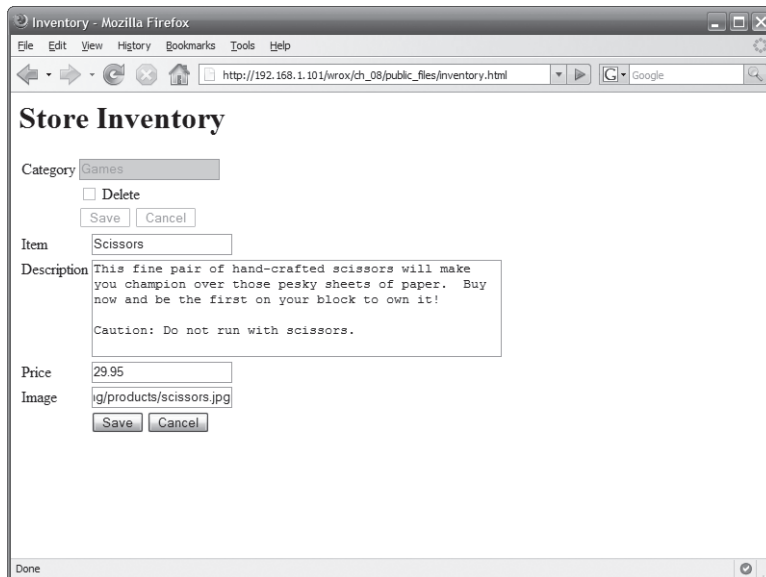 Inventory - Mozilla Firefox
File Edit View History Bookmarks Tools Help
http://192.168.1.101/wrox/ch_08/public_files/inventory.html
G Google
Store Inventory
Category Games
Delete
Save Cancel
Item Scissors
Description This fine pair of hand-crafted scissors will make
you champion over those pesky sheets of paper. Buy
now and be the first on your block to own it!
Caution: Do not run with scissors.
Price 29.95
Image g/products/scissors.jpg
Save Cancel
Done